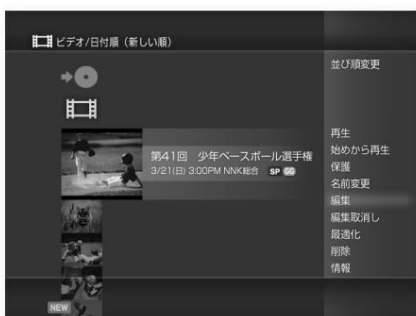 ビデオ/日付順（新しい順）
並び順変更
第41回 少年ベースボール選手権
3/21(日) 3:00PM NNK総合 SP GG
再生
始めから再生
保護
名前変更
編集
編集取消し
最適化
削除
情報
NEW